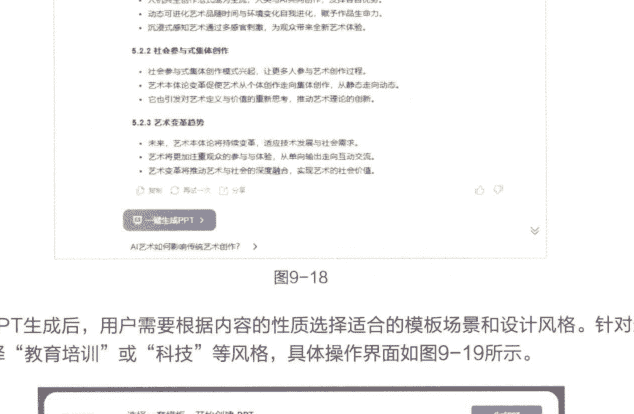 • 动态可进化艺术品随时间与环境变化自我进化，赋予作品生命力。
• 沉浸式感知艺术通过多感官刺激，为观众带来全新艺术体验。
5.2.2 社会参与式集体创作
• 社会参与式集体创作模式兴起，让更多人参与艺术创作过程。
• 艺术本体论变革促使艺术从个体创作走向集体创作，从静态走向动态。
• 它也引发对艺术定义与价值的重新思考，推动艺术理论的创新。
5.2.3 艺术变革趋势
• 未来，艺术本体论将持续变革，适应技术发展与社会需求。
• 艺术将更加注重观众的参与与体验，从单向输出走向互动交流。
• 艺术变革将推动艺术与社会的深度融合，实现艺术的社会价值。
复制 再试一次 分享
一键生成PPT >
AI艺术如何影响传统艺术创作？ >
图9-18
PT生成后，用户需要根据内容的性质选择适合的模板场景和设计风格。针对
“教育培训”或“科技”等风格，具体操作界面如图9-19所示。